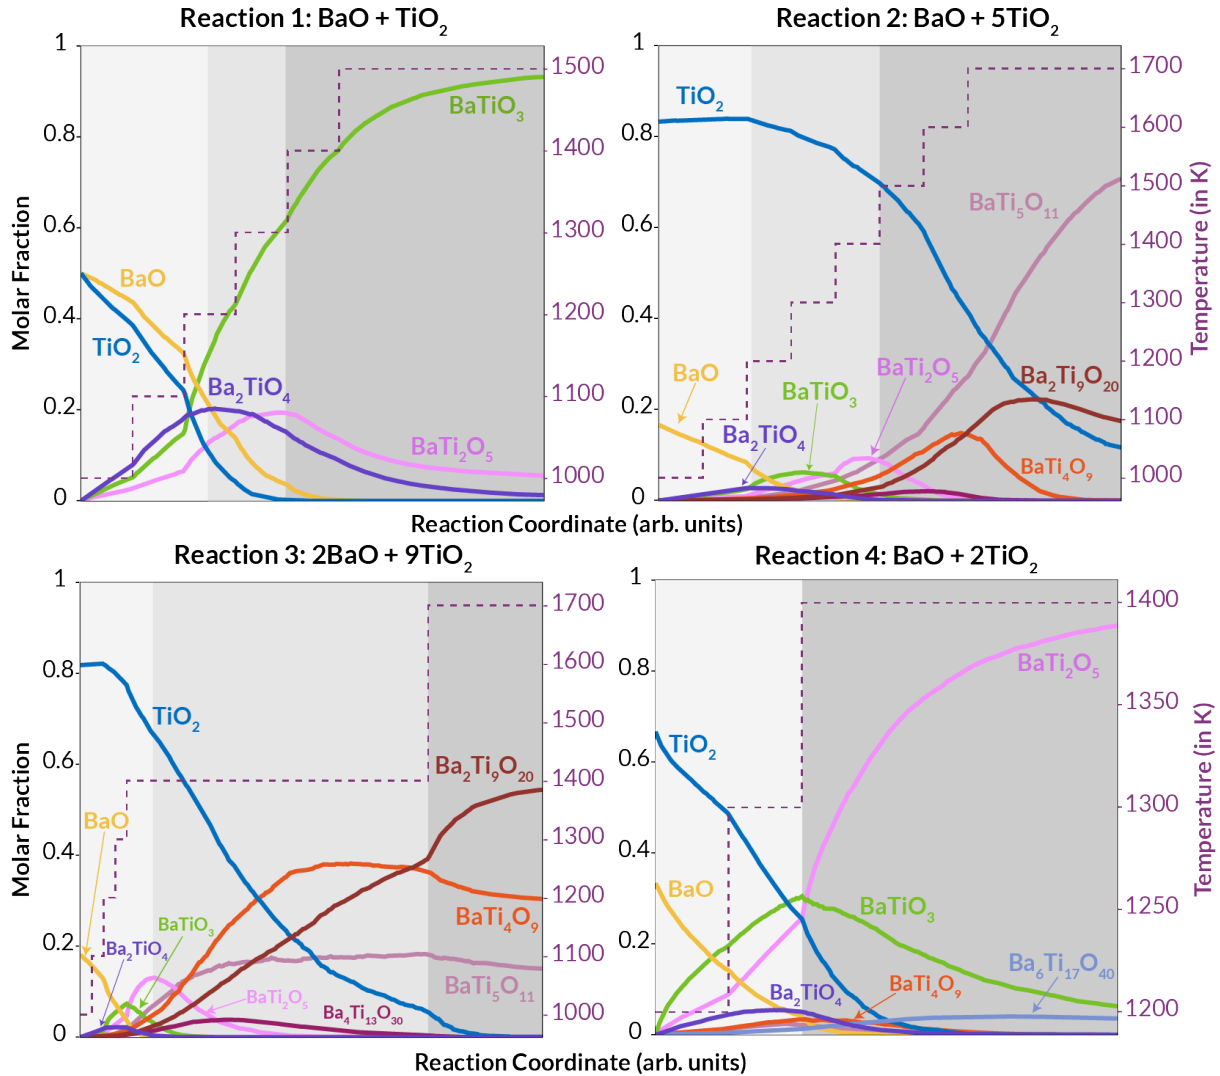 Reaction 1: BaO + TiO₂
Reaction 2: BaO + 5TiO₂
1
0.8
0.6
0.4
0.2
0
Molar Fraction
BaO
TiO₂
Ba₂TiO₄
BaTiO₃
BaTi₂O₅
1500
1400
1300
1200
1100
1000
1
0.8
0.6
0.4
0.2
0
TiO₂
BaO
BaTiO₃
Ba₂TiO₄
BaTi₂O₅
BaTi₅O₁₁
Ba₂Ti₉O₂₀
BaTi₄O₉
1700
1600
1500
1400
1300
1200
1100
1000
Temperature (in K)
Reaction Coordinate (arb. units)
Reaction 3: 2BaO + 9TiO₂
Reaction 4: BaO + 2TiO₂
1
0.8
0.6
0.4
0.2
0
Molar Fraction
TiO₂
BaO
BaTiO₃
Ba₂TiO₄
BaTi₂O₅
Ba₄Ti₁₃O₃₀
Ba₂Ti₉O₂₀
BaTi₄O₉
BaTi₅O₁₁
1700
1600
1500
1400
1300
1200
1100
1000
1
0.8
0.6
0.4
0.2
0
TiO₂
BaO
BaTi₂O₅
BaTiO₃
Ba₂TiO₄
BaTi₄O₉
Ba₆Ti₁₇O₄₀
1400
1350
1300
1250
1200
Temperature (in K)
Reaction Coordinate (arb. units)